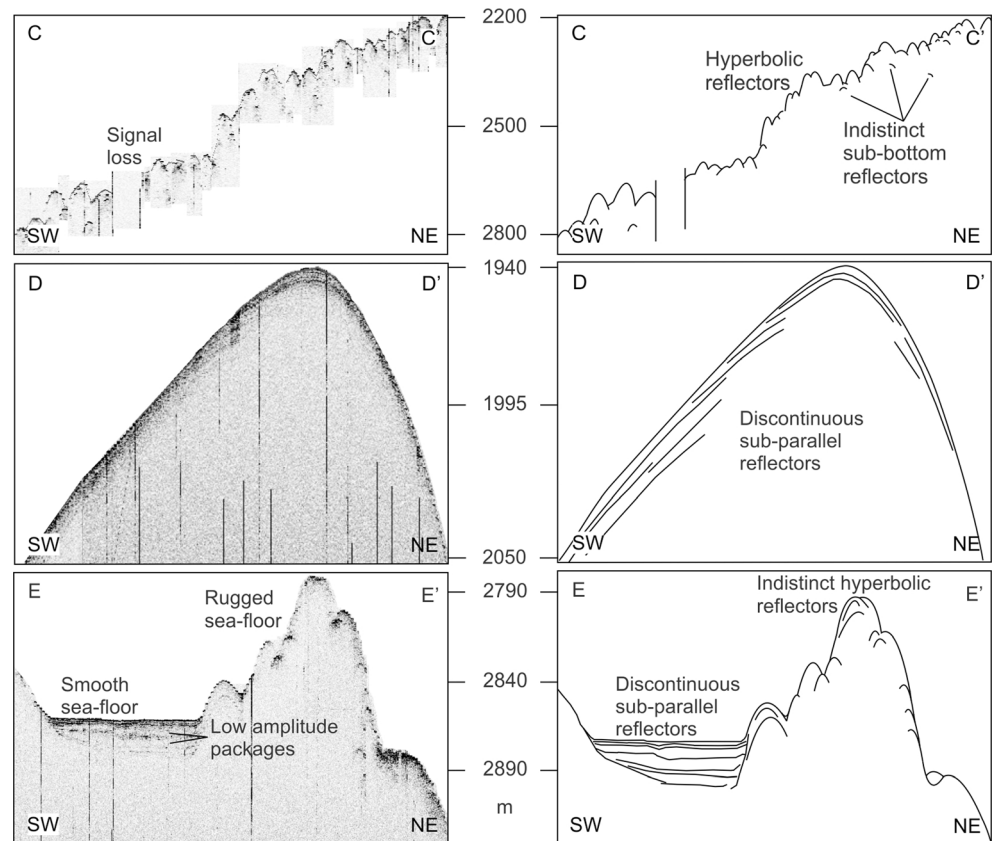 C
C'
2200
C
C'
Hyperbolic
reflectors
Signal
loss
2500
Indistinct
sub-bottom
reflectors
SW
NE
2800
SW
NE
D
D'
1940
D
D'
1995
Discontinuous
sub-parallel
reflectors
SW
NE
2050
SW
NE
E
E'
2790
E
E'
Rugged
sea-floor
Indistinct hyperbolic
reflectors
Smooth
sea-floor
2840
Discontinuous
sub-parallel
reflectors
Low amplitude
packages
2890
m
SW
NE
SW
NE